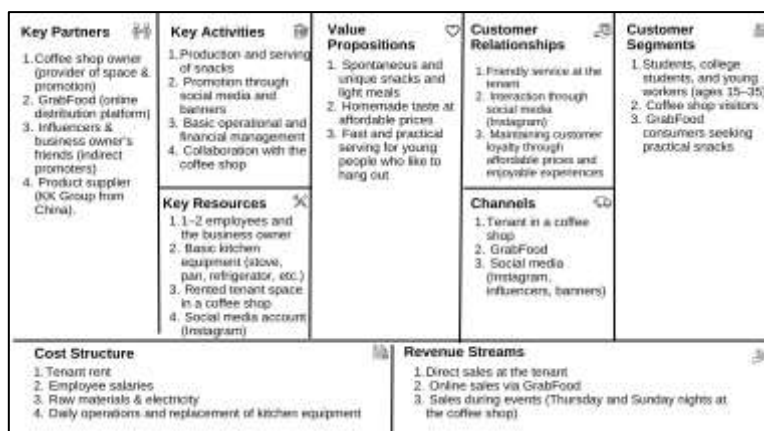 Key Partners
1. Coffee shop owner
(provider of space &
promotion)
2. GrabFood (online
distribution platform)
3. Influencers &
business owner's
friends (indirect
promoters)
4. Product supplier
(KK Group from
China).
Key Activities
1. Production and serving
of snacks
2. Promotion through
social media and
banners
3. Basic operational and
financial management
4. Collaboration with the
coffee shop
Key Resources
1. 1–2 employees and
the business owner
2. Basic kitchen
equipment (stove,
pan, refrigerator, etc.)
3. Rented tenant space
in a coffee shop
4. Social media account
(Instagram)
Value
Propositions
1. Spontaneous and
unique snacks and
light meals
2. Homemade taste at
affordable prices
3. Fast and practical
serving for young
people who like to
hang out
Customer
Relationships
1. Friendly service at the
tenant
2. Interaction through
social media
(Instagram)
3. Maintaining customer
loyalty through
affordable prices and
enjoyable experiences
Channels
1. Tenant in a coffee
shop
2. GrabFood
3. Social media
(Instagram,
influencers, banners)
Customer
Segments
1. Students, college
students, and young
workers (ages 15–35)
2. Coffee shop visitors
3. GrabFood
consumers seeking
practical snacks
Cost Structure
1. Tenant rent
2. Employee salaries
3. Raw materials & electricity
4. Daily operations and replacement of kitchen equipment
Revenue Streams
1. Direct sales at the tenant
2. Online sales via GrabFood
3. Sales during events (Thursday and Sunday nights at
the coffee shop)